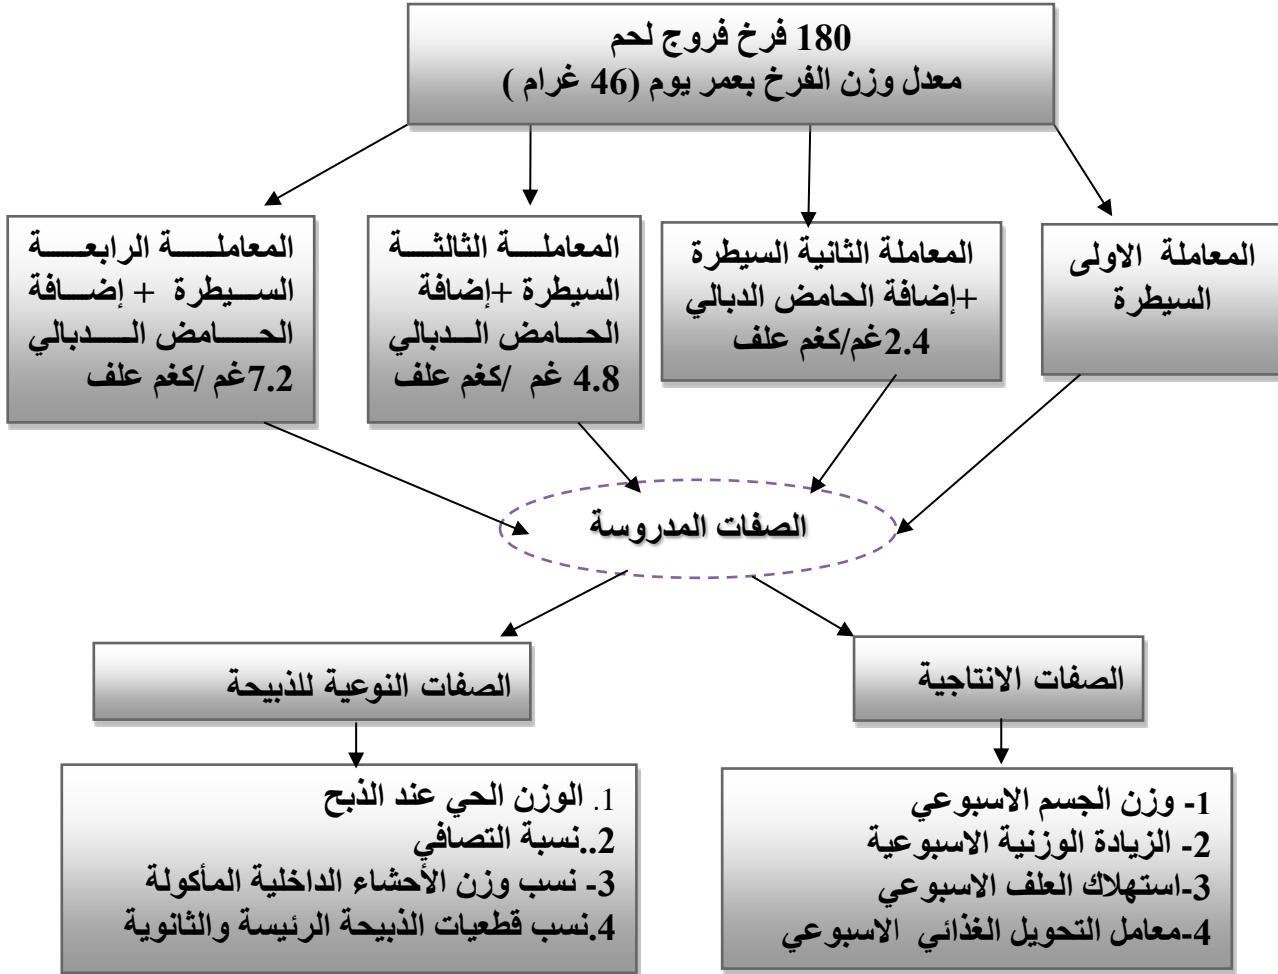 180 فرخ فروج لحم
معدل وزن الفرخ بعمر يوم (46 غرام )
المعاملة الاولى
السيطرة
المعاملة الثانية السيطرة
+إضافة الحامض الدبالي
2.4غم/كغم علف
المعاملة الثالثة
السيطرة +إضافة
الحامض الدبالي
4.8 غم /كغم علف
المعاملة الرابعة
السيطرة + إضافة
الحامض الدبالي
7.2غم /كغم علف
الصفات المدروسة
الصفات الانتاجية
الصفات النوعية للذبيحة
1- وزن الجسم الاسبوعي
2- الزيادة الوزنية الاسبوعية
3-استهلاك العلف الاسبوعي
4-معامل التحويل الغذائي الاسبوعي
1. الوزن الحي عند الذبح
2..نسبة التصافي
3- نسب وزن الأحشاء الداخلية المأكولة
4.نسب قطعيات الذبيحة الرئيسة والثانوية